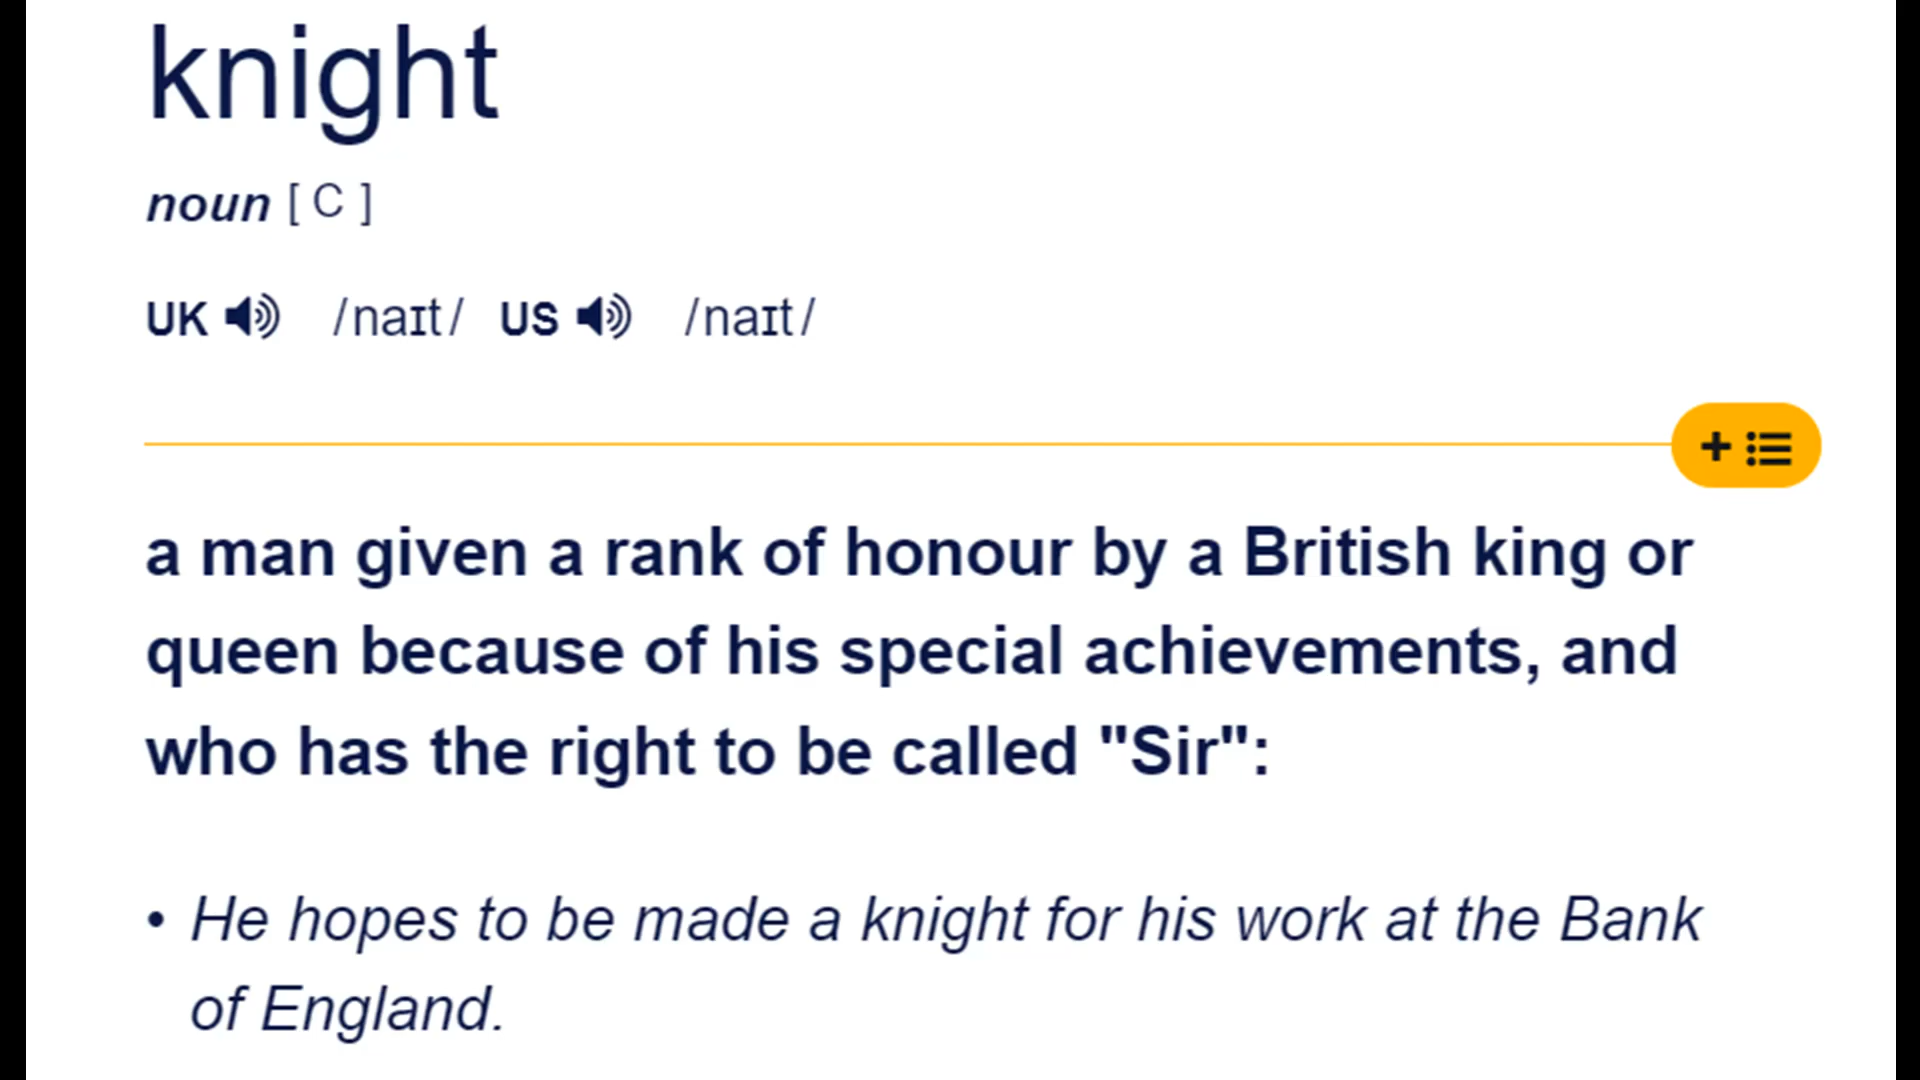 knight
noun [ C ]
UK /naɪt/ US /naɪt/
a man given a rank of honour by a British king or
queen because of his special achievements, and
who has the right to be called "Sir":
• He hopes to be made a knight for his work at the Bank
of England.